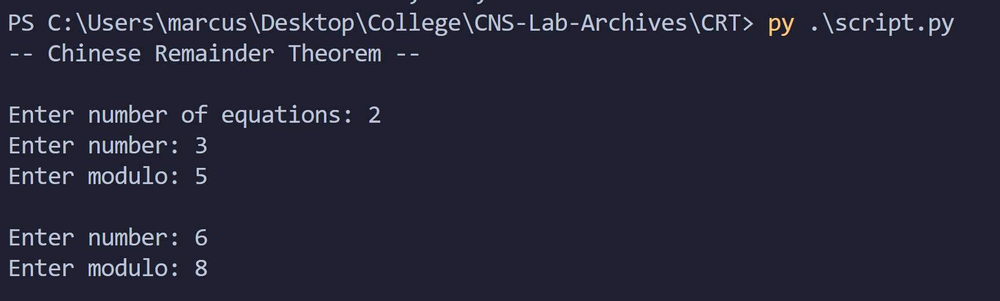 PS C:\Users\marcus\Desktop\College\CNS-Lab-Archives\CRT> py .\script.py
-- Chinese Remainder Theorem --
Enter number of equations: 2
Enter number: 3
Enter modulo: 5
Enter number: 6
Enter modulo: 8